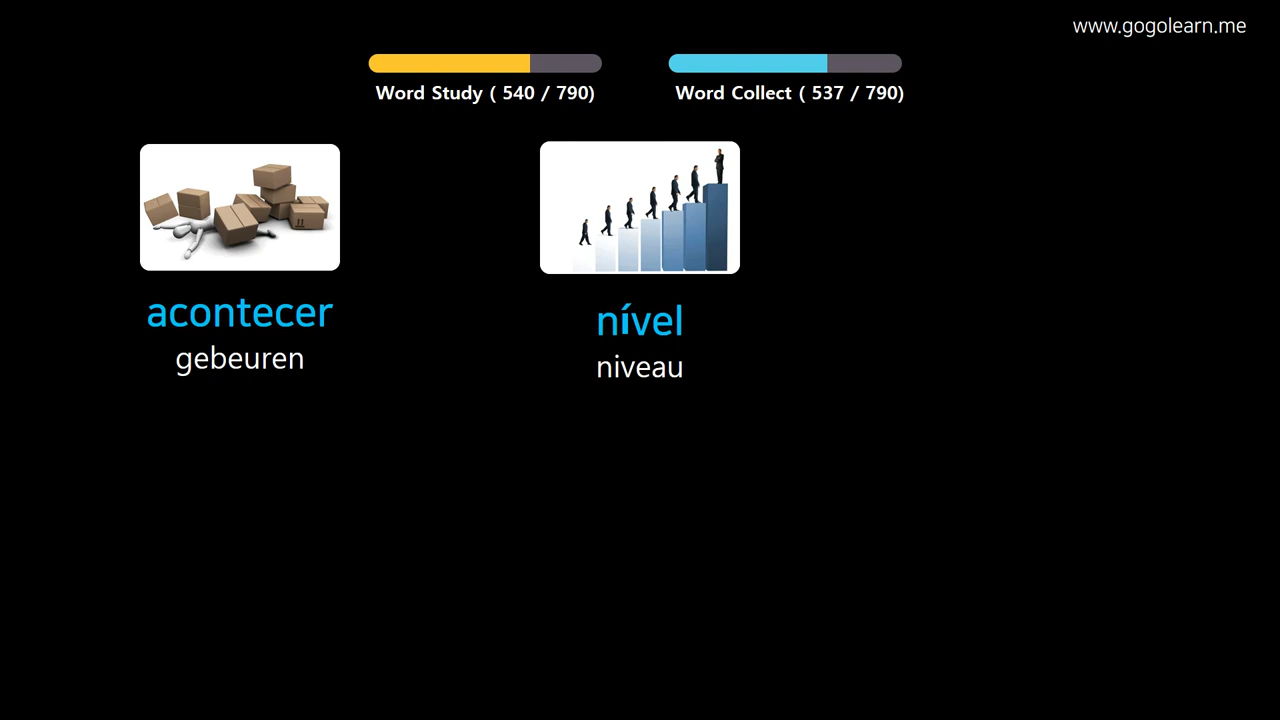 www.gogolearn.me
Word Study ( 540 / 790)
Word Collect ( 537 / 790)
acontecer
gebeuren
nível
niveau